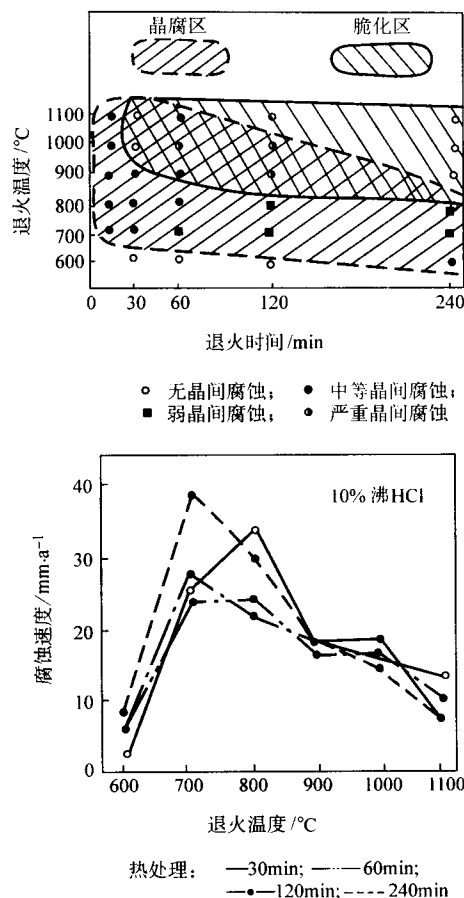 晶腐区 脆化区
1100
1000
900
800
700
600
退火温度/°C
0 30 60 120 240
退火时间/min
○ 无晶间腐蚀； ● 中等晶间腐蚀；
■ 弱晶间腐蚀； ◑ 严重晶间腐蚀
10% 沸HCl
40
30
20
10
0
腐蚀速度/mm·a⁻¹
600 700 800 900 1000 1100
退火温度/°C
热处理： 30min; 60min;
120min; 240min